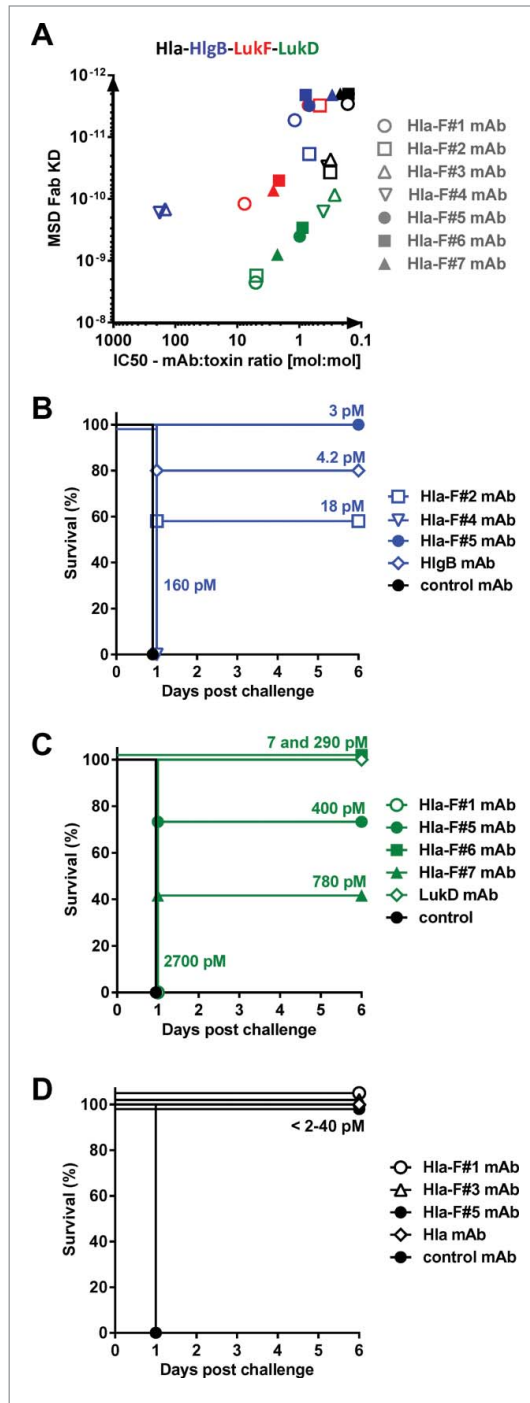 A
Hla-HlgB-LukF-LukD
MSD Fab KD
10-12
10-11
10-10
10-9
10-8
1000 100 10 1 0.1
IC50 - mAb:toxin ratio [mol:mol]
Hla-F#1 mAb
Hla-F#2 mAb
Hla-F#3 mAb
Hla-F#4 mAb
Hla-F#5 mAb
Hla-F#6 mAb
Hla-F#7 mAb
B
Survival (%)
100
80
60
40
20
0
0 1 2 3 4 5 6
Days post challenge
3 pM
4.2 pM
18 pM
160 pM
Hla-F#2 mAb
Hla-F#4 mAb
Hla-F#5 mAb
HlgB mAb
control mAb
C
Survival (%)
100
80
60
40
20
0
0 1 2 3 4 5 6
Days post challenge
7 and 290 pM
400 pM
780 pM
2700 pM
Hla-F#1 mAb
Hla-F#5 mAb
Hla-F#6 mAb
Hla-F#7 mAb
LukD mAb
control
D
Survival (%)
100
80
60
40
20
0
0 1 2 3 4 5 6
Days post challenge
< 2-40 pM
Hla-F#1 mAb
Hla-F#3 mAb
Hla-F#5 mAb
Hla mAb
control mAb